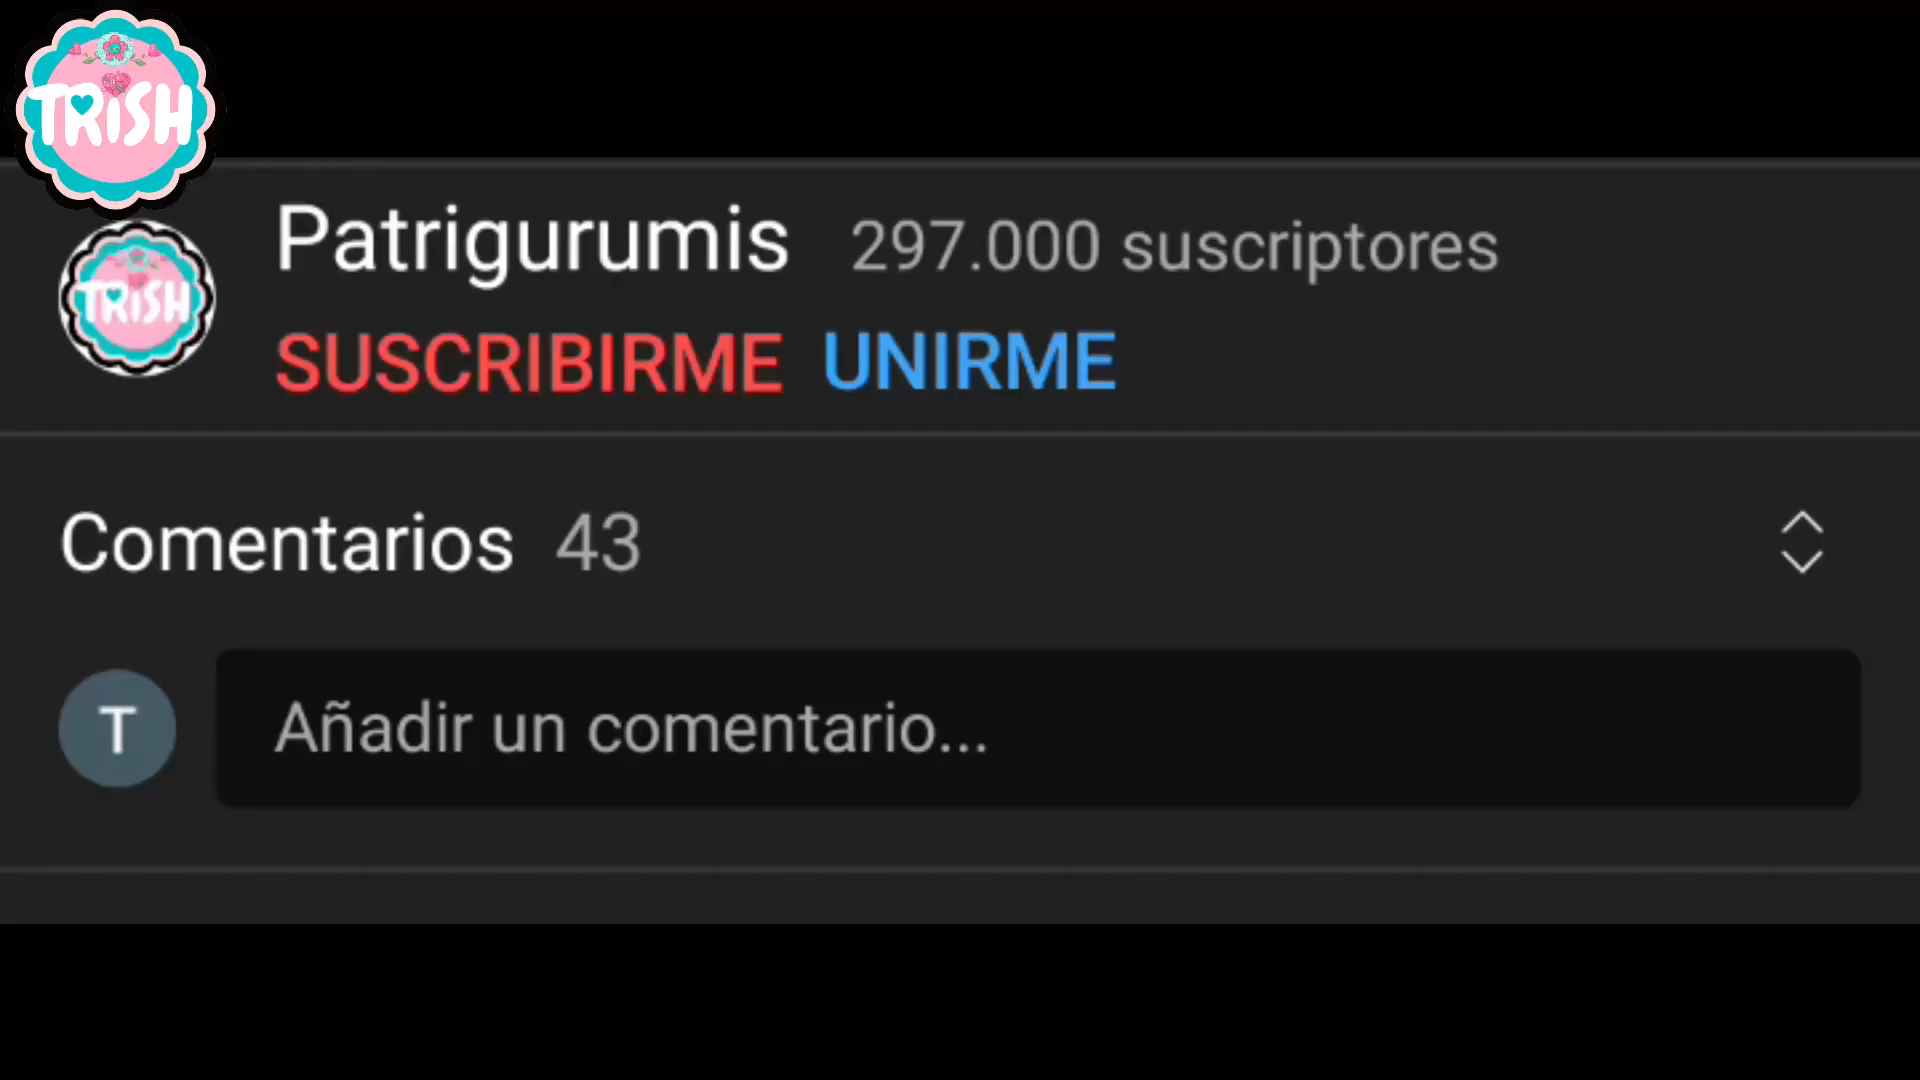 TRiSH
Patrigurumis 297.000 suscriptores
TRiSH
SUSCRIBIRME UNIRME
Comentarios 43
T Añadir un comentario...